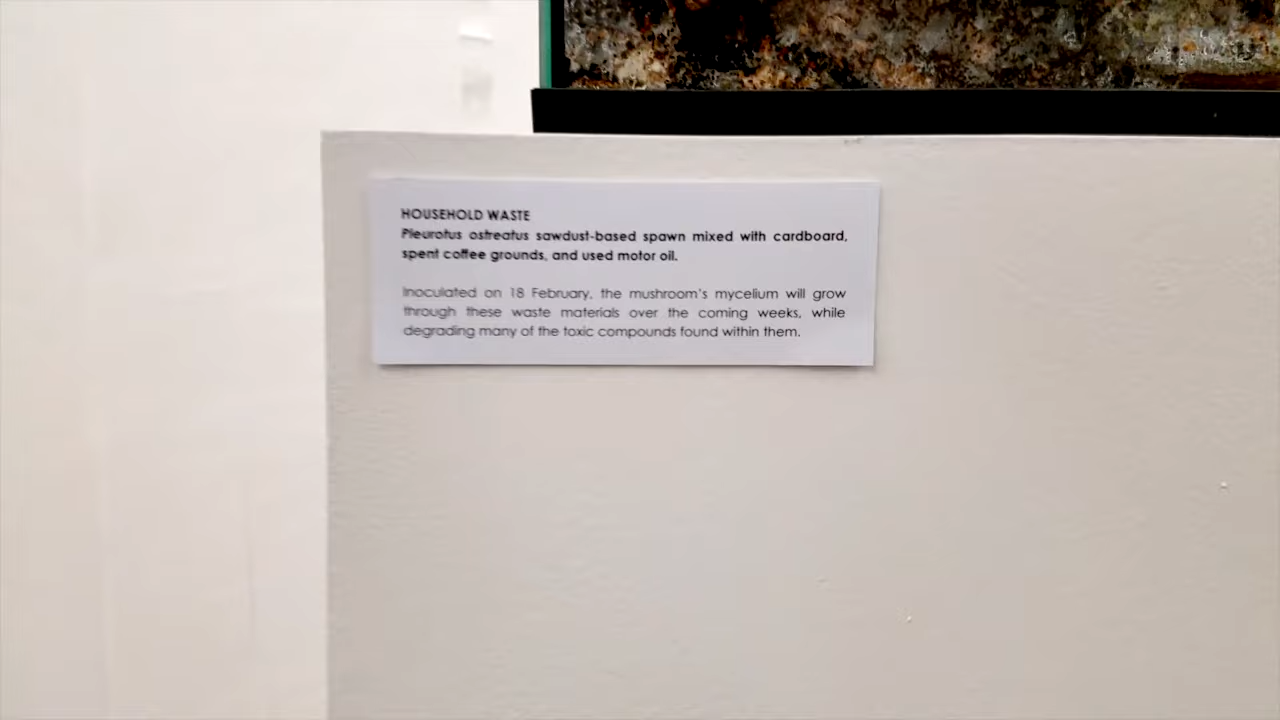 HOUSEHOLD WASTE
Pleurotus ostreatus sawdust-based spawn mixed with cardboard,
spent coffee grounds, and used motor oil.
Inoculated on 18 February, the mushroom's mycelium will grow
through these waste materials over the coming weeks, while
degrading many of the toxic compounds found within them.